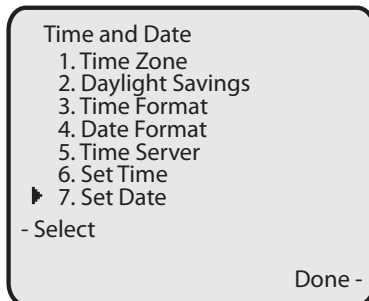 Time and Date
1. Time Zone
2. Daylight Savings
3. Time Format
4. Date Format
5. Time Server
6. Set Time
7. Set Date
- Select
Done -